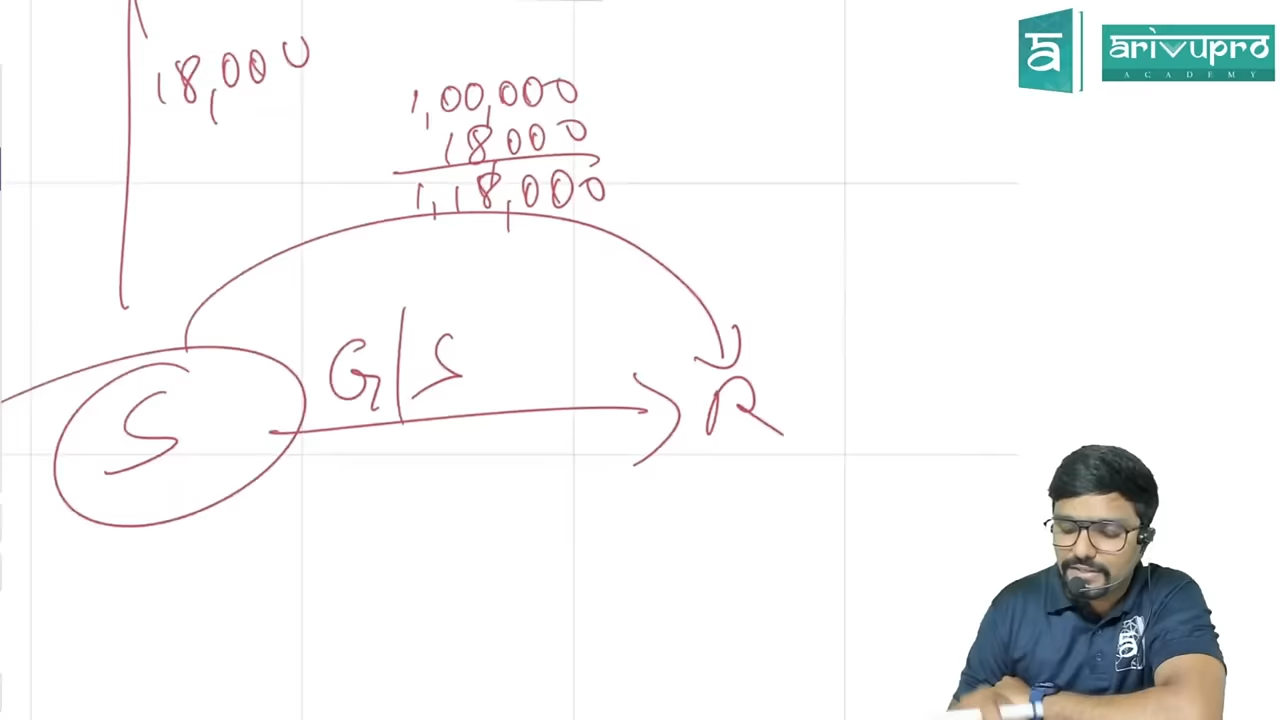 18,000
1,00,000
18,000
1,18,000
G/S
S
R
ā
arivupro
ACADEMY